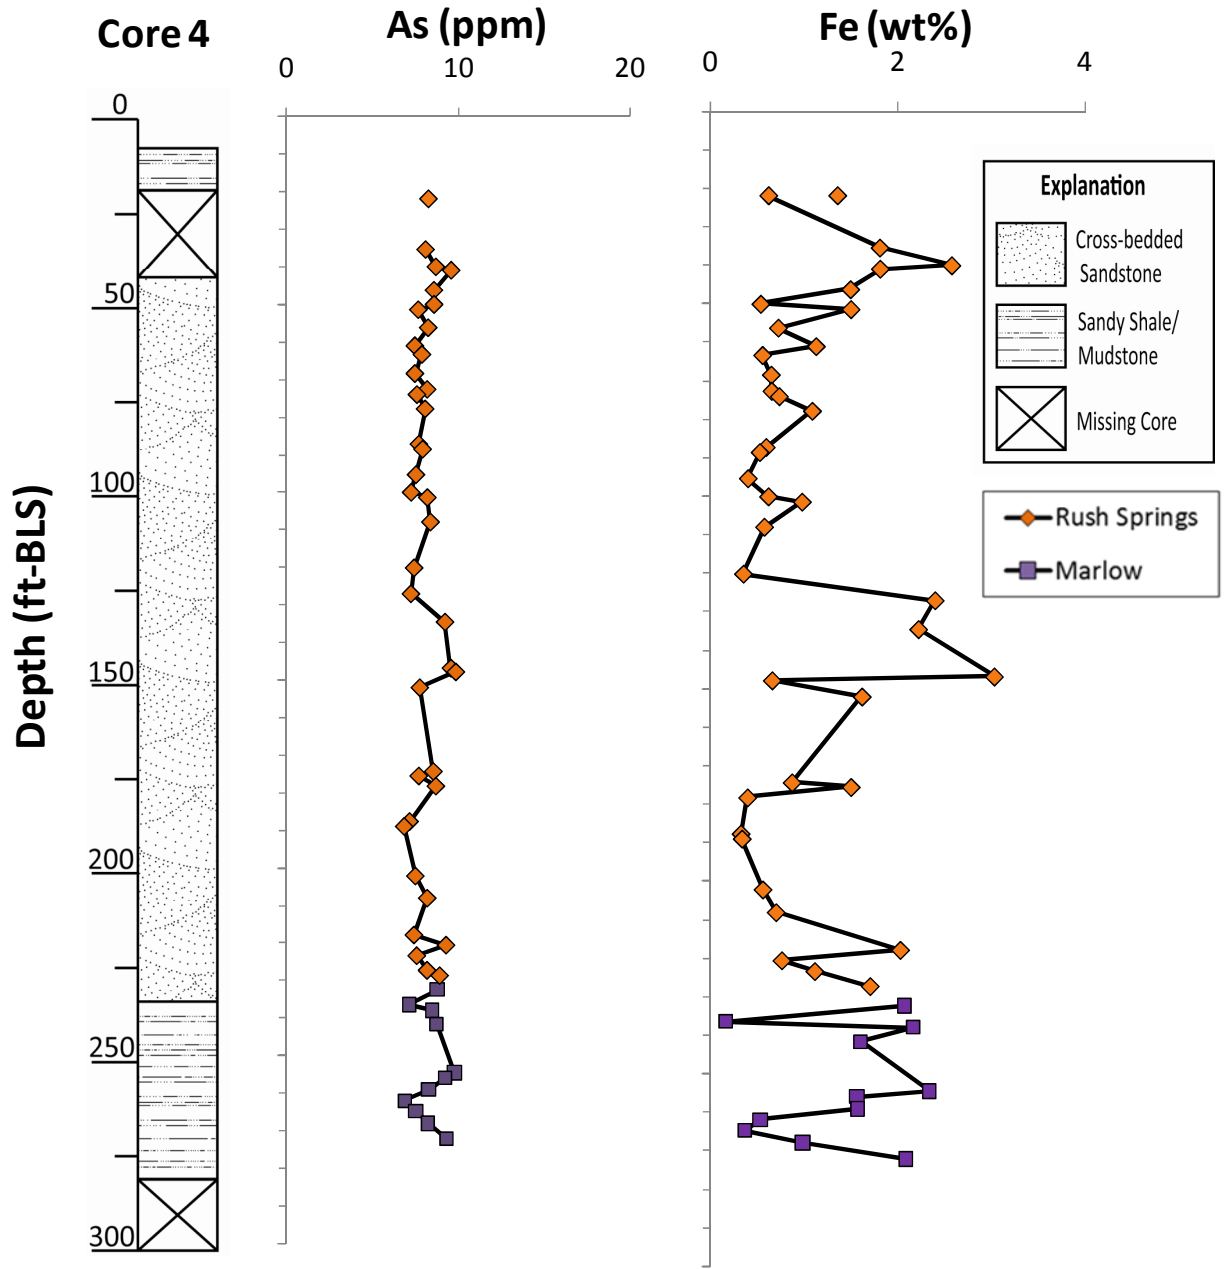 Core 4
As (ppm)
Fe (wt%)
0
10
20
0
2
4
0
50
100
150
200
250
300
Depth (ft-BLS)
Explanation
Cross-bedded
Sandstone
Sandy Shale/
Mudstone
Missing Core
Rush Springs
Marlow